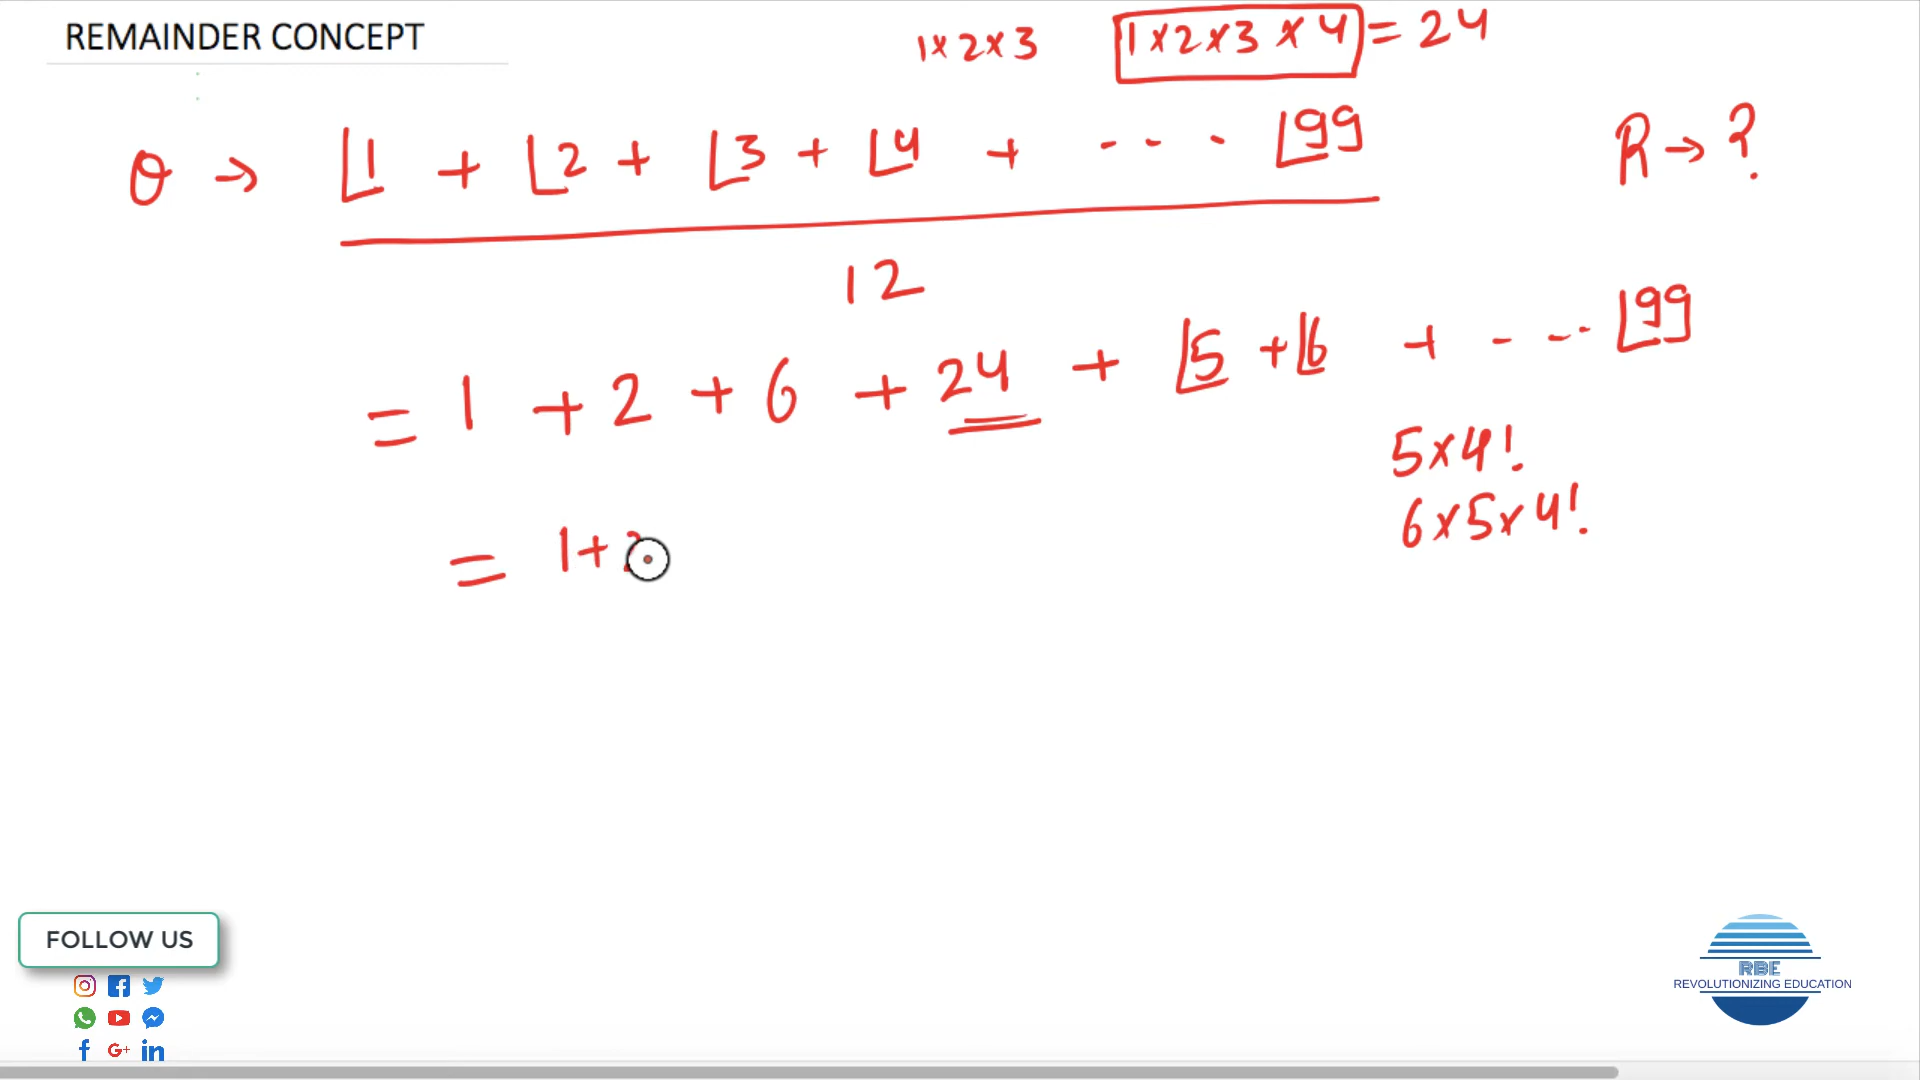 REMAINDER CONCEPT
1×2×3 1×2×3×4 = 24
Q → ⌊1 + ⌊2 + ⌊3 + ⌊4 + ---- ⌊99 R → ?
12
= 1 + 2 + 6 + 24 + ⌊5 + ⌊6 + ---- ⌊99
5×4!
6×5×4!
= 1+
FOLLOW US
RBE
REVOLUTIONIZING EDUCATION